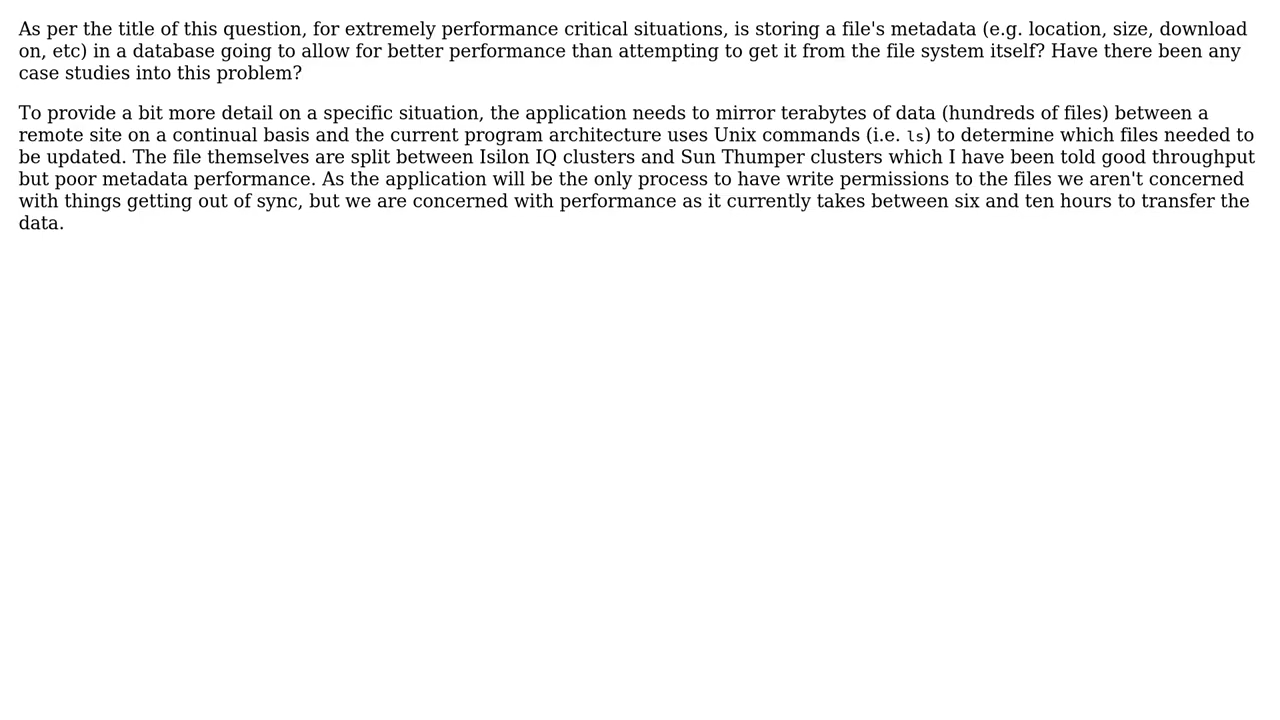 As per the title of this question, for extremely performance critical situations, is storing a file's metadata (e.g. location, size, download
on, etc) in a database going to allow for better performance than attempting to get it from the file system itself? Have there been any
case studies into this problem?
To provide a bit more detail on a specific situation, the application needs to mirror terabytes of data (hundreds of files) between a
remote site on a continual basis and the current program architecture uses Unix commands (i.e. ls) to determine which files needed to
be updated. The file themselves are split between Isilon IQ clusters and Sun Thumper clusters which I have been told good throughput
but poor metadata performance. As the application will be the only process to have write permissions to the files we aren't concerned
with things getting out of sync, but we are concerned with performance as it currently takes between six and ten hours to transfer the
data.